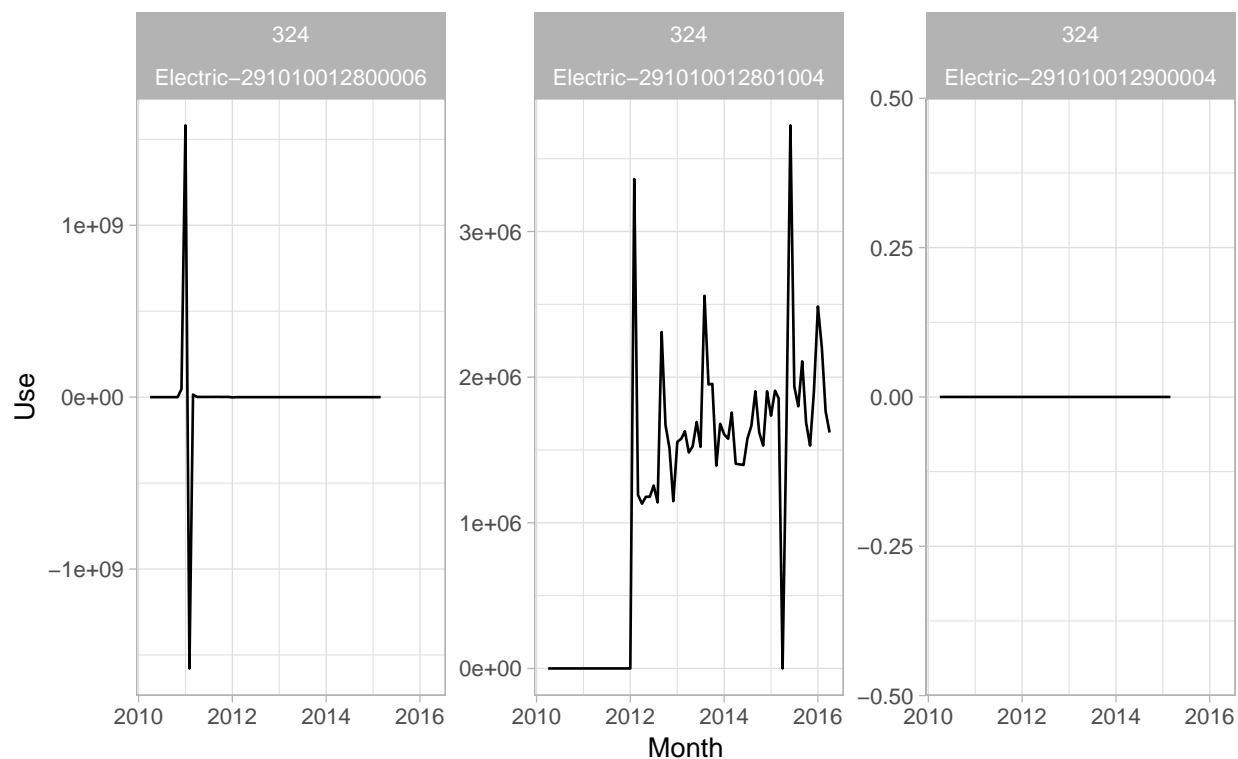 324
Electric−291010012800006
324
Electric−291010012801004
324
Electric−291010012900004
Use
1e+09
0e+00
−1e+09
3e+06
2e+06
1e+06
0e+00
0.50
0.25
0.00
−0.25
−0.50
2010 2012 2014 2016
2010 2012 2014 2016
2010 2012 2014 2016
Month